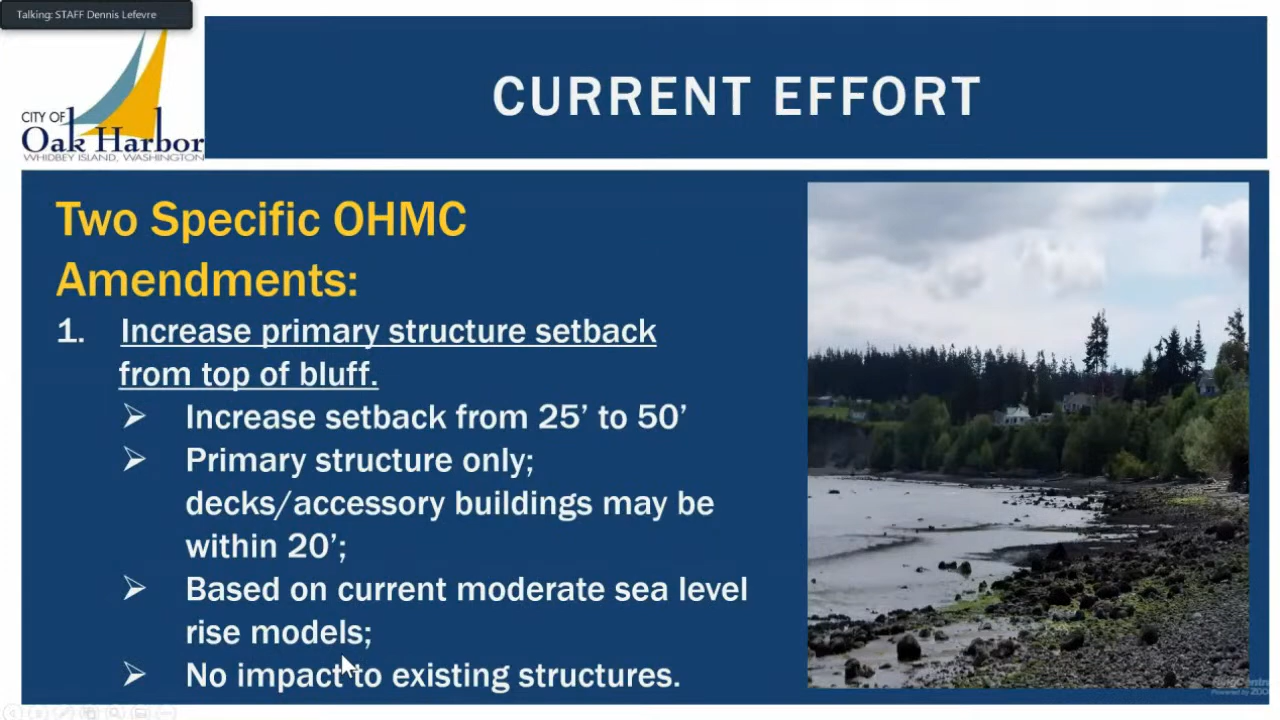 Talking: STAFF Dennis Lefevre
CITY OF
Oak Harbor
WHIDBEY ISLAND, WASHINGTON
CURRENT EFFORT
Two Specific OHMC
Amendments:
1. Increase primary structure setback
from top of bluff.
➢ Increase setback from 25’ to 50’
➢ Primary structure only;
decks/accessory buildings may be
within 20’;
➢ Based on current moderate sea level
rise models;
➢ No impact to existing structures.
Powered by